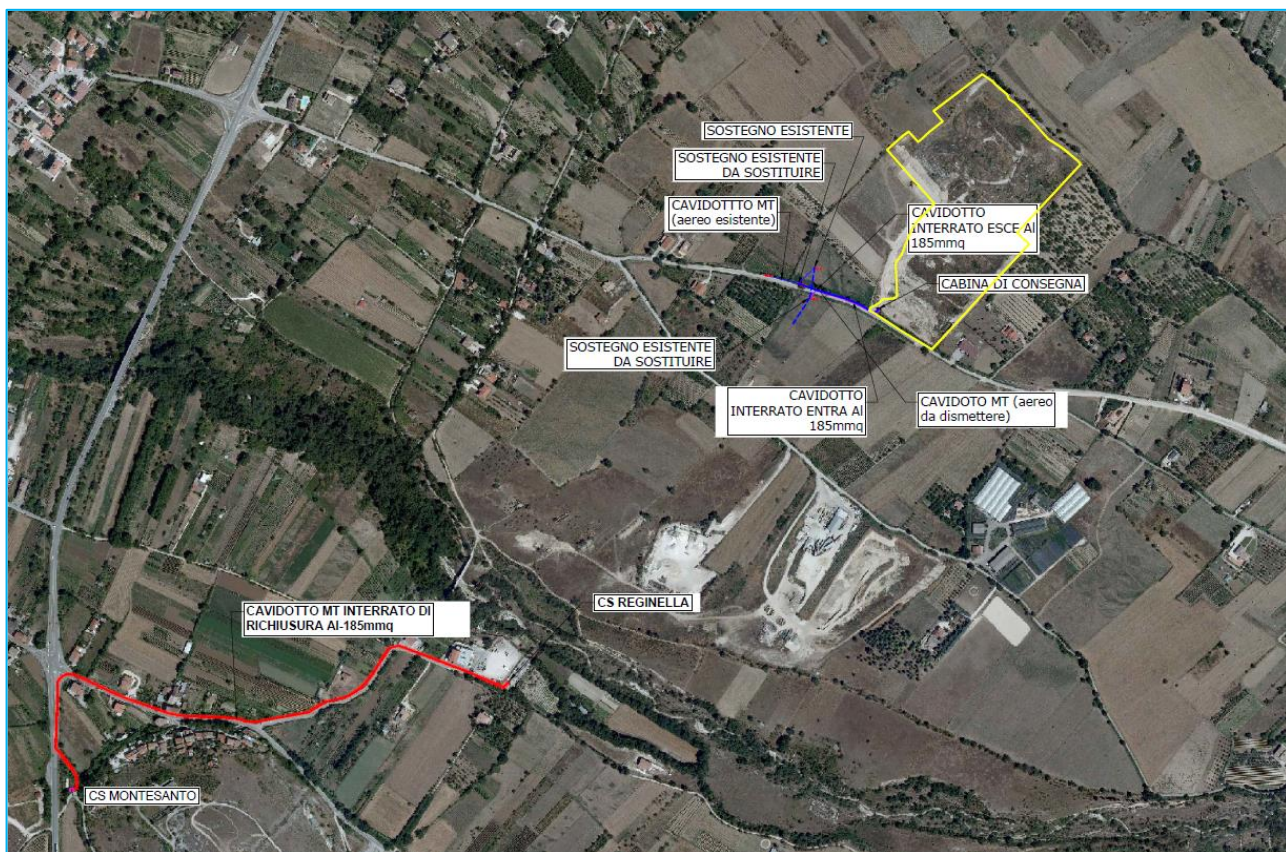 SOSTEGNO ESISTENTE
SOSTEGNO ESISTENTE
DA SOSTITUIRE
CAVIDOTTTO MT
(aereo esistente)
CAVIDOTTO
INTERRATO ESCE Al
185mmq
CABINA DI CONSEGNA
SOSTEGNO ESISTENTE
DA SOSTITUIRE
CAVIDOTTO
INTERRATO ENTRA Al
185mmq
CAVIDOTO MT (aereo
da dismettere)
CS REGINELLA
CAVIDOTTO MT INTERRATO DI
RICHIUSURA Al-185mmq
CS MONTESANTO